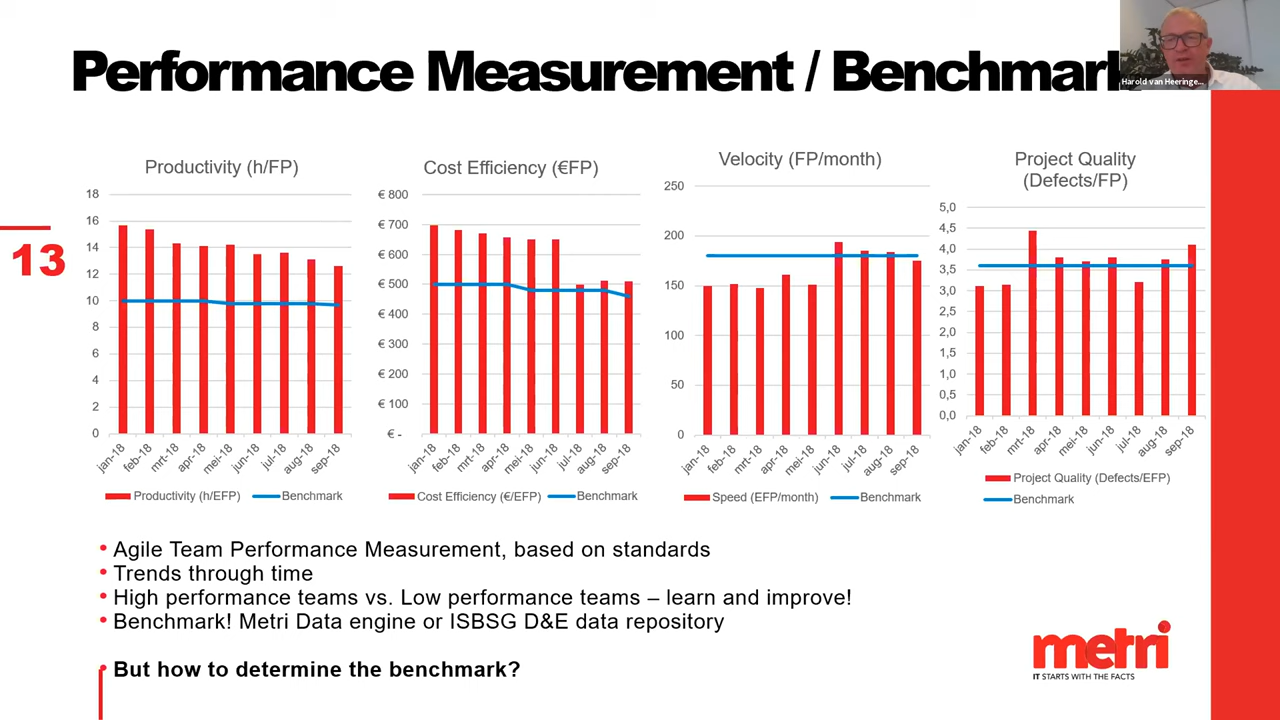 Performance Measurement / Benchmark
Harold van Heeringe...
13
Productivity (h/FP)
18
16
14
12
10
8
6
4
2
0
jan-18 feb-18 mrt-18 apr-18 mei-18 jun-18 jul-18 aug-18 sep-18
Productivity (h/EFP) Benchmark
Cost Efficiency (€FP)
€ 800
€ 700
€ 600
€ 500
€ 400
€ 300
€ 200
€ 100
€ -
jan-18 feb-18 mrt-18 apr-18 mei-18 jun-18 jul-18 aug-18 sep-18
Cost Efficiency (€/EFP) Benchmark
Velocity (FP/month)
250
200
150
100
50
0
jan-18 feb-18 mrt-18 apr-18 mei-18 jun-18 jul-18 aug-18 sep-18
Speed (EFP/month) Benchmark
Project Quality
(Defects/FP)
5,0
4,5
4,0
3,5
3,0
2,5
2,0
1,5
1,0
0,5
0,0
jan-18 feb-18 mrt-18 apr-18 mei-18 jun-18 jul-18 aug-18 sep-18
Project Quality (Defects/EFP)
Benchmark
• Agile Team Performance Measurement, based on standards
• Trends through time
• High performance teams vs. Low performance teams – learn and improve!
• Benchmark! Metri Data engine or ISBSG D&E data repository
• But how to determine the benchmark?
metri
IT STARTS WITH THE FACTS